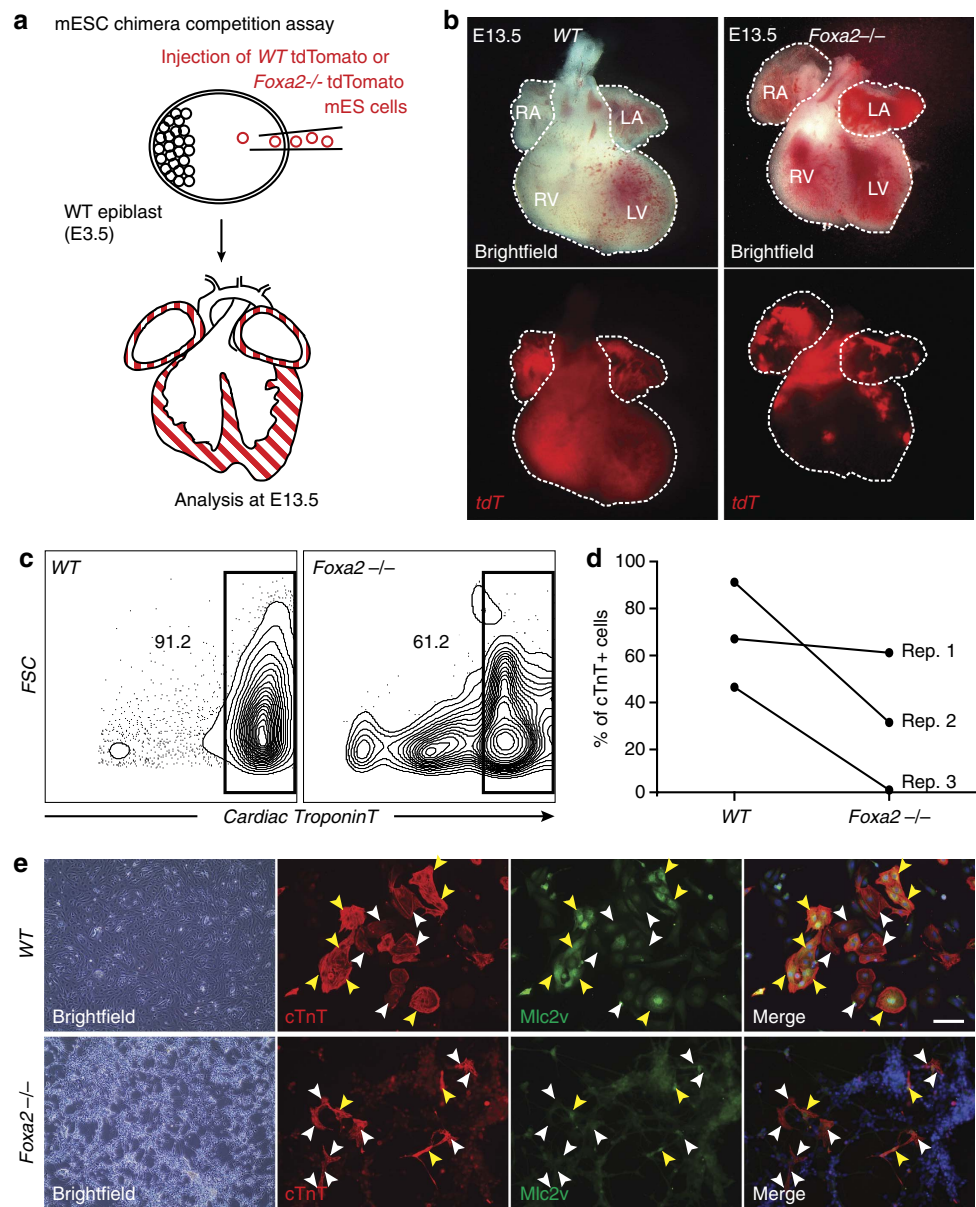 a mESC chimera competition assay
Injection of WT tdTomato or
Foxa2-/- tdTomato
mES cells
WT epiblast
(E3.5)
Analysis at E13.5
b
E13.5 WT
RA
LA
RV
LV
Brightfield
E13.5 Foxa2–/–
RA
LA
RV
LV
Brightfield
tdT
tdT
c
WT
91.2
Foxa2 –/–
61.2
FSC
Cardiac TroponinT
d
% of cTnT+ cells
100
80
60
40
20
0
Rep. 1
Rep. 2
Rep. 3
WT
Foxa2 –/–
e
WT
Brightfield
cTnT
Mlc2v
Merge
Foxa2 –/–
Brightfield
cTnT
Mlc2v
Merge